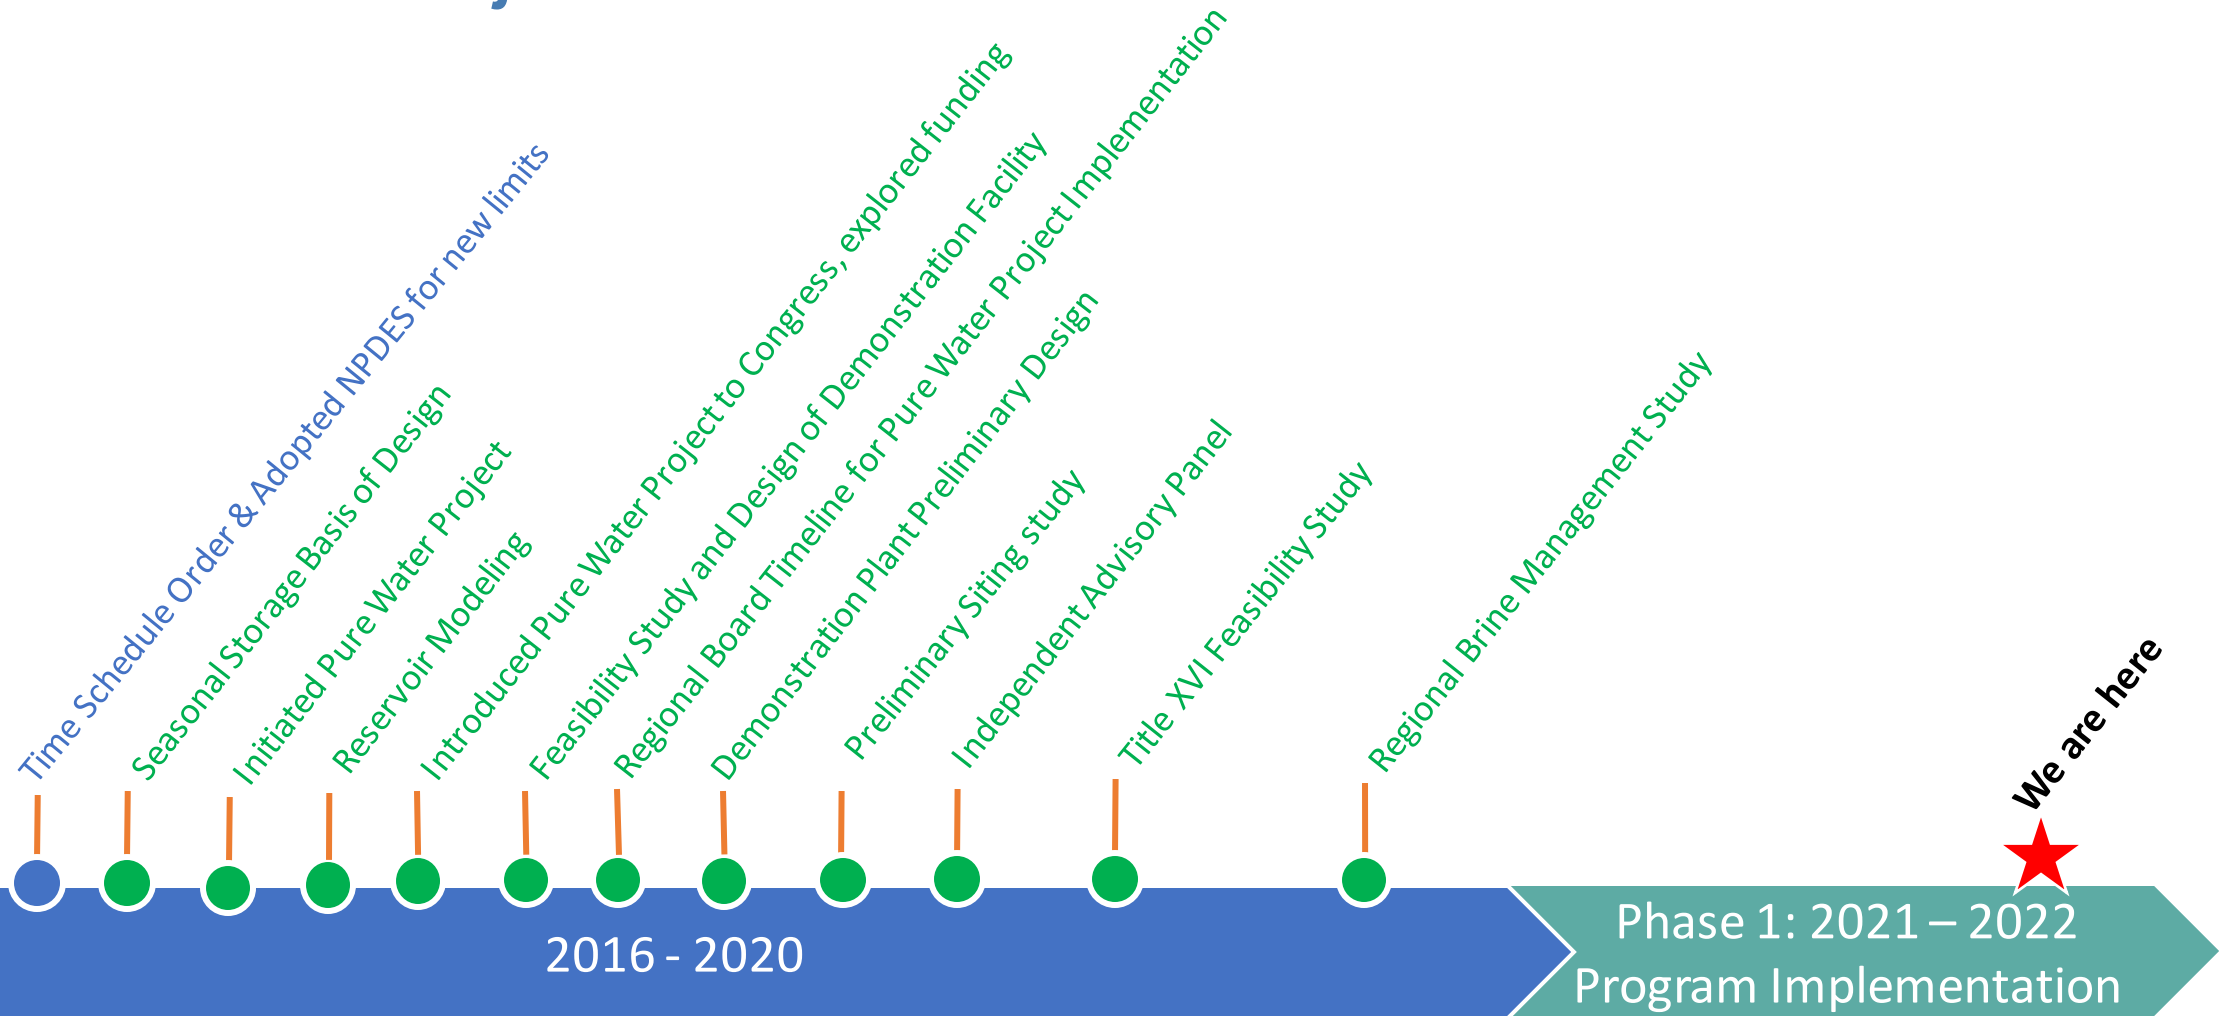 Time Schedule Order & Adopted NPDES for new limits
Seasonal Storage Basis of Design
Initiated Pure Water Project
Reservoir Modeling
Introduced Pure Water Project to Congress, explored funding
Feasibility Study and Design of Demonstration Facility
Regional Board Timeline for Pure Water Project Implementation
Demonstration Plant Preliminary Design
Preliminary Siting study
Independent Advisory Panel
Title XVI Feasibility Study
Regional Brine Management Study
We are here
2016 - 2020
Phase 1: 2021 – 2022
Program Implementation